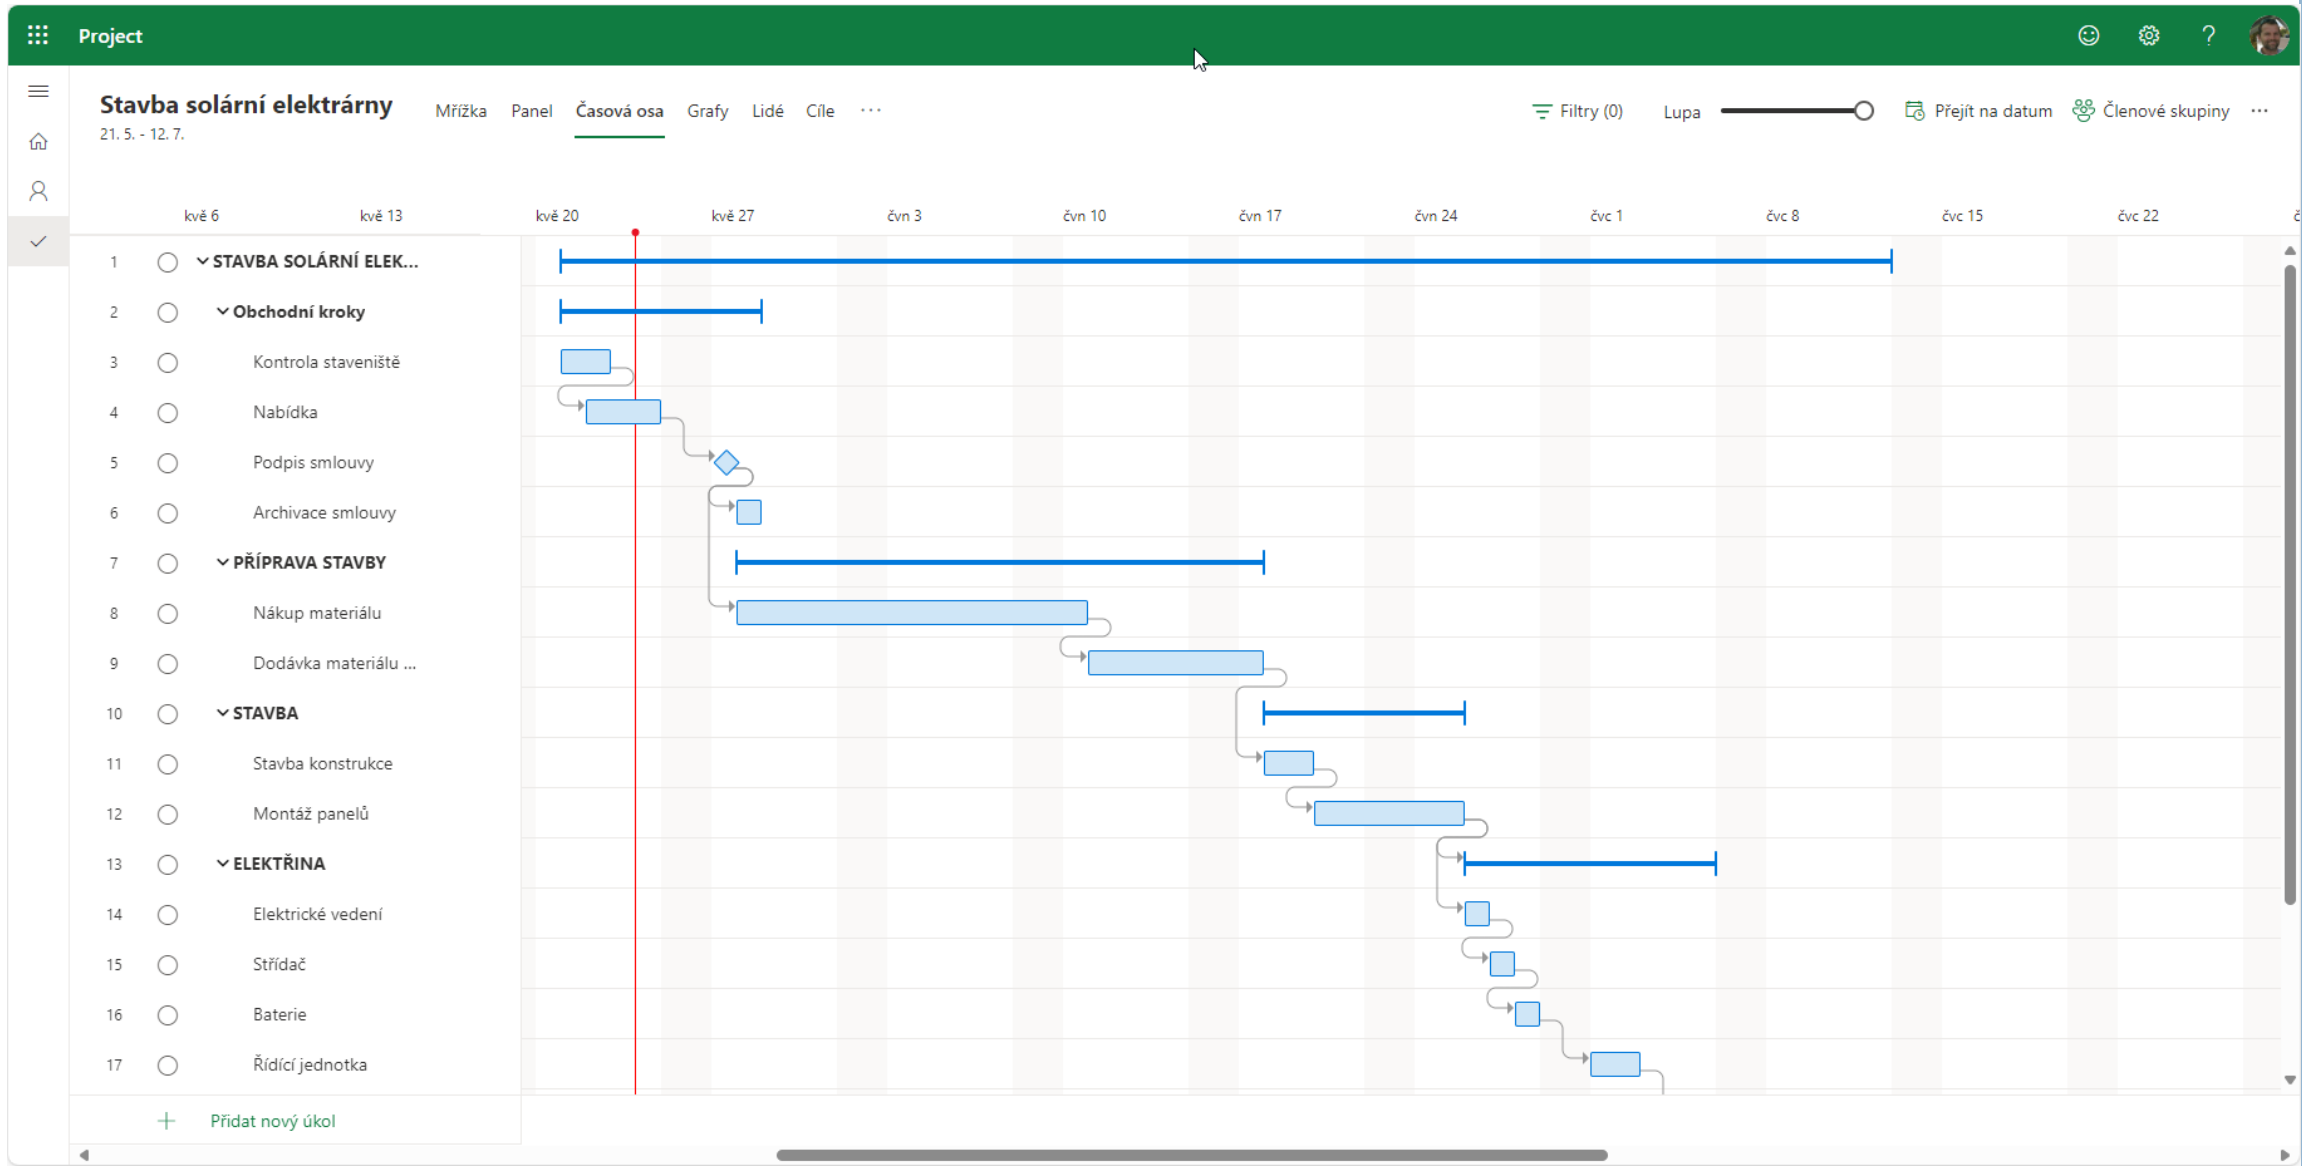 Project
Stavba solární elektrárny
21. 5. - 12. 7.
Mřížka Panel Časová osa Grafy Lidé Cíle ···
Filtry (0) Lupa Přejít na datum Členové skupiny ···
kvě 6 kvě 13 kvě 20 kvě 27 čvn 3 čvn 10 čvn 17 čvn 24 čvc 1 čvc 8 čvc 15 čvc 22
1 STAVBA SOLÁRNÍ ELEK...
2 Obchodní kroky
3 Kontrola staveniště
4 Nabídka
5 Podpis smlouvy
6 Archivace smlouvy
7 PŘÍPRAVA STAVBY
8 Nákup materiálu
9 Dodávka materiálu ...
10 STAVBA
11 Stavba konstrukce
12 Montáž panelů
13 ELEKTŘINA
14 Elektrické vedení
15 Střídač
16 Baterie
17 Řídící jednotka
+ Přidat nový úkol